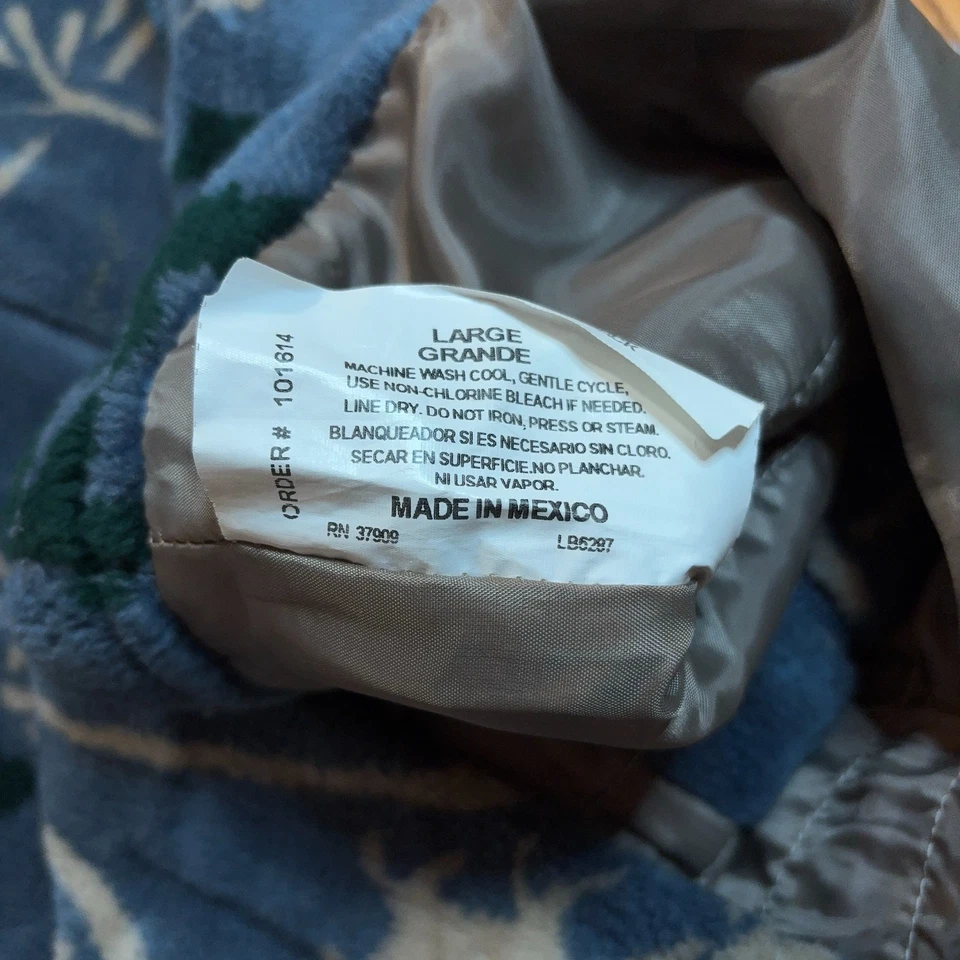 LARGE
GRANDE
MACHINE WASH COOL, GENTLE CYCLE,
USE NON-CHLORINE BLEACH IF NEEDED.
LINE DRY. DO NOT IRON, PRESS OR STEAM.
BLANQUEADOR SI ES NECESARIO SIN CLORO.
SECAR EN SUPERFICIE.NO PLANCHAR.
NI USAR VAPOR.
MADE IN MEXICO
RN 37909 LB6297
ORDER# 101614